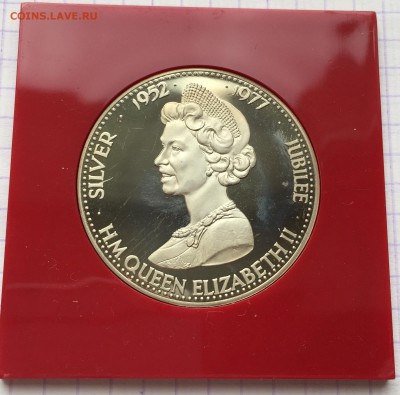 COINS.LAVE.RU
· SILVER · 1952 · 1977 · JUBILEE ·
H.M. QUEEN ELIZABETH II